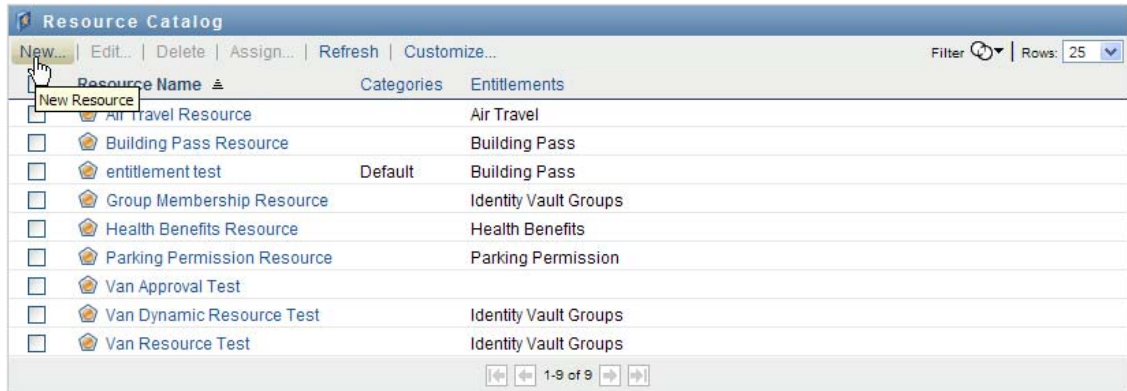 Resource Catalog
New... | Edit... | Delete | Assign... | Refresh | Customize... Filter | Rows: 25
Resource Name Categories Entitlements
New Resource
Air Travel Resource Air Travel
Building Pass Resource Building Pass
entitlement test Default Building Pass
Group Membership Resource Identity Vault Groups
Health Benefits Resource Health Benefits
Parking Permission Resource Parking Permission
Van Approval Test
Van Dynamic Resource Test Identity Vault Groups
Van Resource Test Identity Vault Groups
1-9 of 9